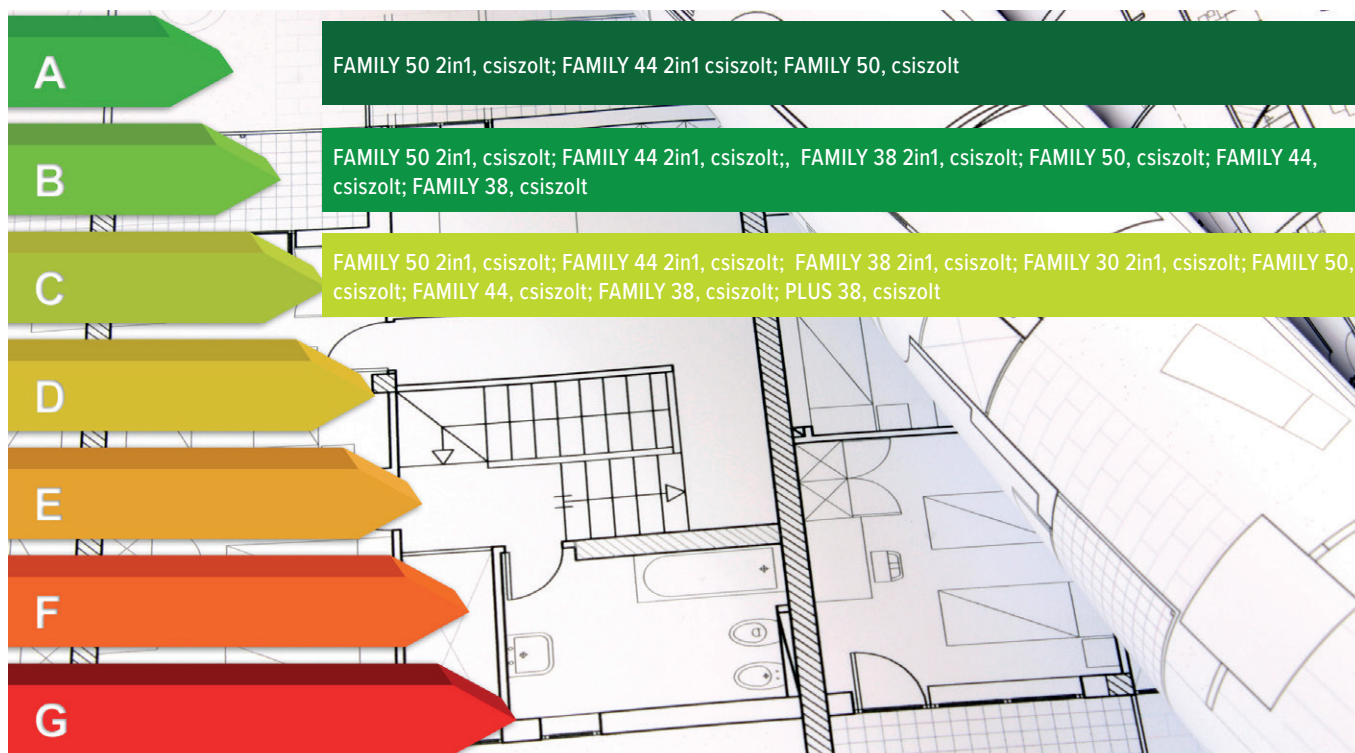 A
FAMILY 50 2in1, csiszolt; FAMILY 44 2in1 csiszolt; FAMILY 50, csiszolt
B
FAMILY 50 2in1, csiszolt; FAMILY 44 2in1, csiszolt;, FAMILY 38 2in1, csiszolt; FAMILY 50, csiszolt; FAMILY 44,
csiszolt; FAMILY 38, csiszolt
C
FAMILY 50 2in1, csiszolt; FAMILY 44 2in1, csiszolt; FAMILY 38 2in1, csiszolt; FAMILY 30 2in1, csiszolt; FAMILY 50,
csiszolt; FAMILY 44, csiszolt; FAMILY 38, csiszolt; PLUS 38, csiszolt
D
E
F
G